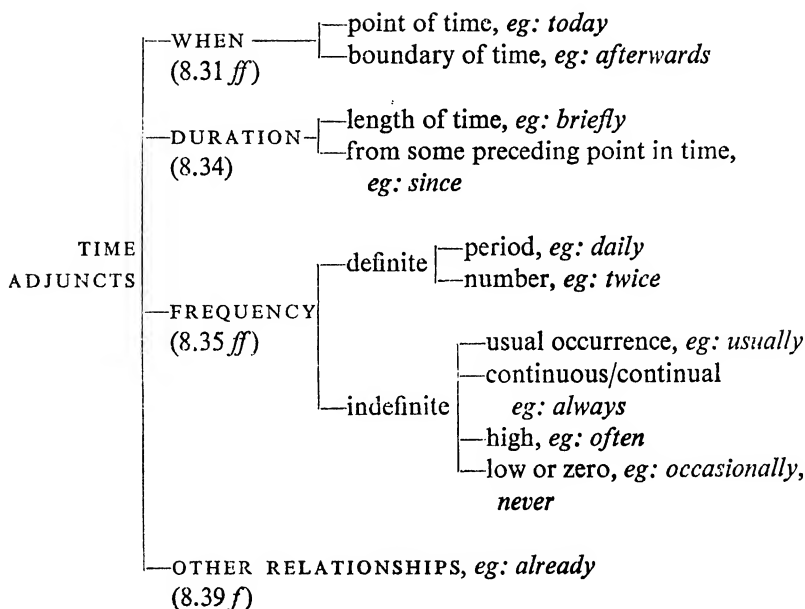 WHEN
(8.31 ff)
point of time, eg: today
boundary of time, eg: afterwards
DURATION
(8.34)
length of time, eg: briefly
from some preceding point in time,
eg: since
TIME
ADJUNCTS
FREQUENCY
(8.35 ff)
definite
period, eg: daily
number, eg: twice
indefinite
usual occurrence, eg: usually
continuous/continual
eg: always
high, eg: often
low or zero, eg: occasionally,
never
OTHER RELATIONSHIPS, eg: already
(8.39 f)